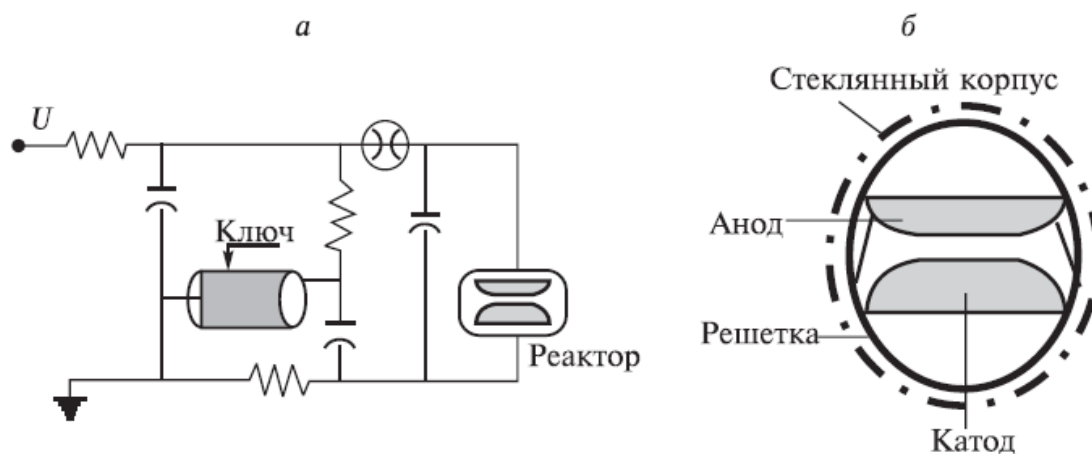 а
б
U
Ключ
Реактор
Стеклянный корпус
Анод
Решетка
Катод